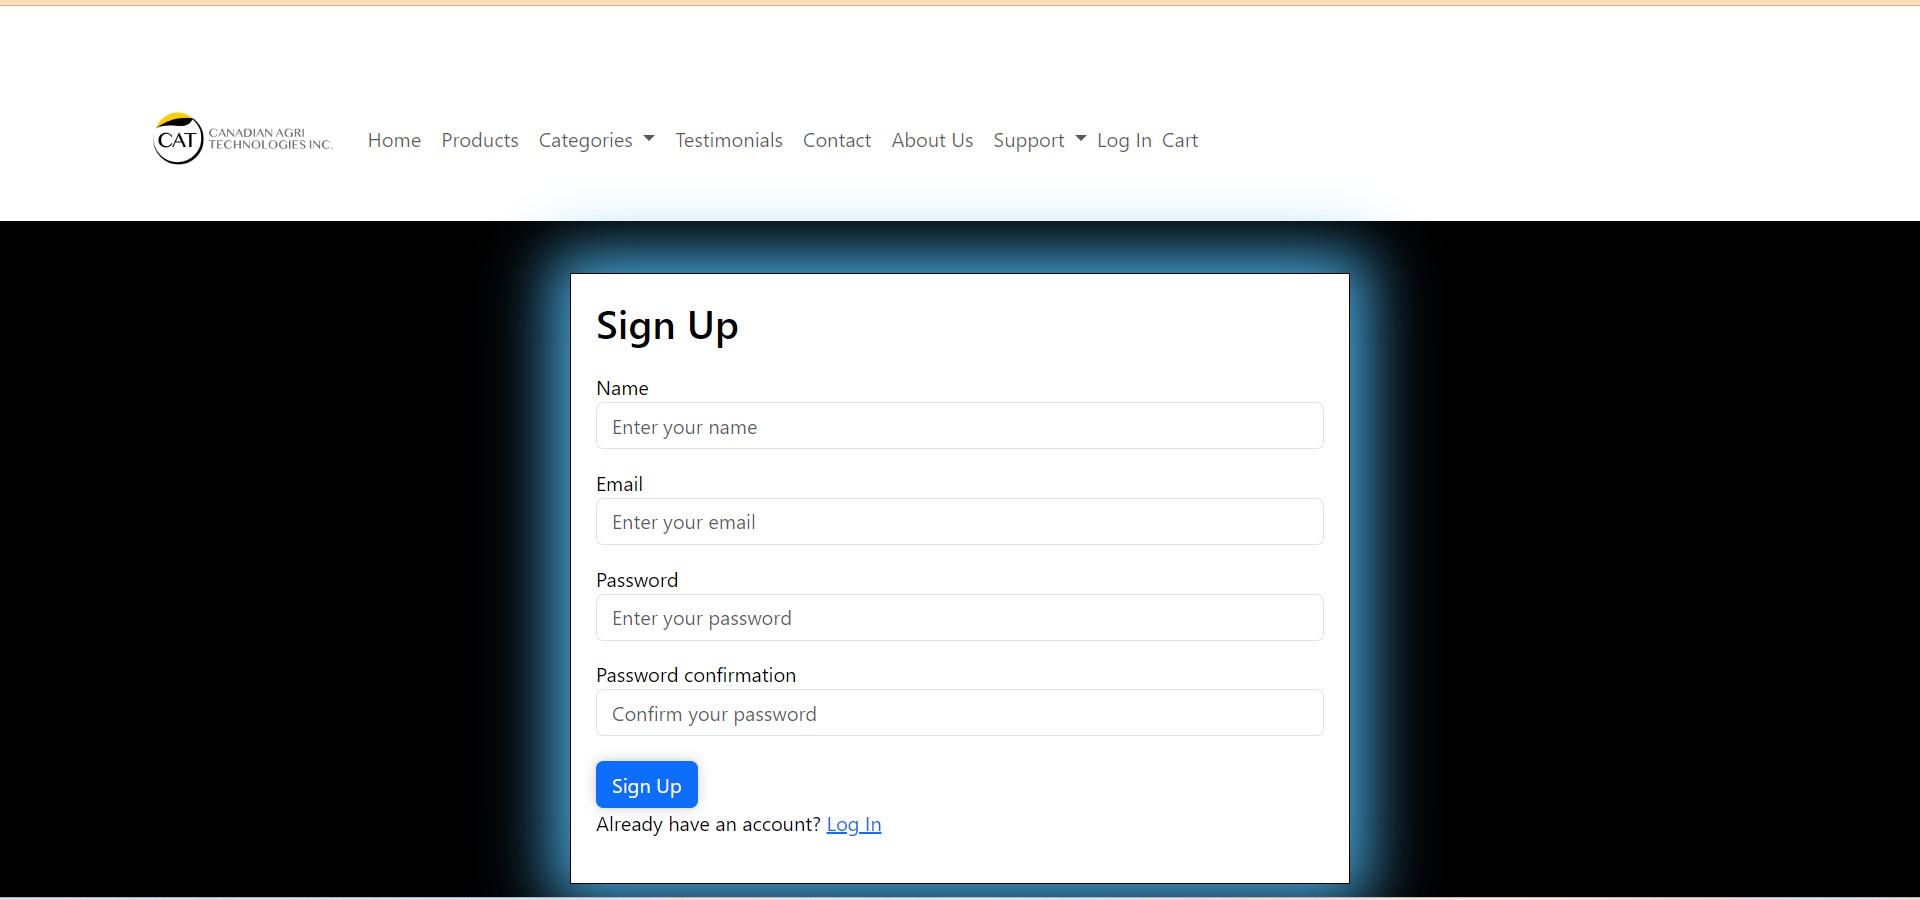 CAT CANADIAN AGRI
TECHNOLOGIES INC.
Home Products Categories Testimonials Contact About Us Support Log In Cart
Sign Up
Name
Enter your name
Email
Enter your email
Password
Enter your password
Password confirmation
Confirm your password
Sign Up
Already have an account? Log In